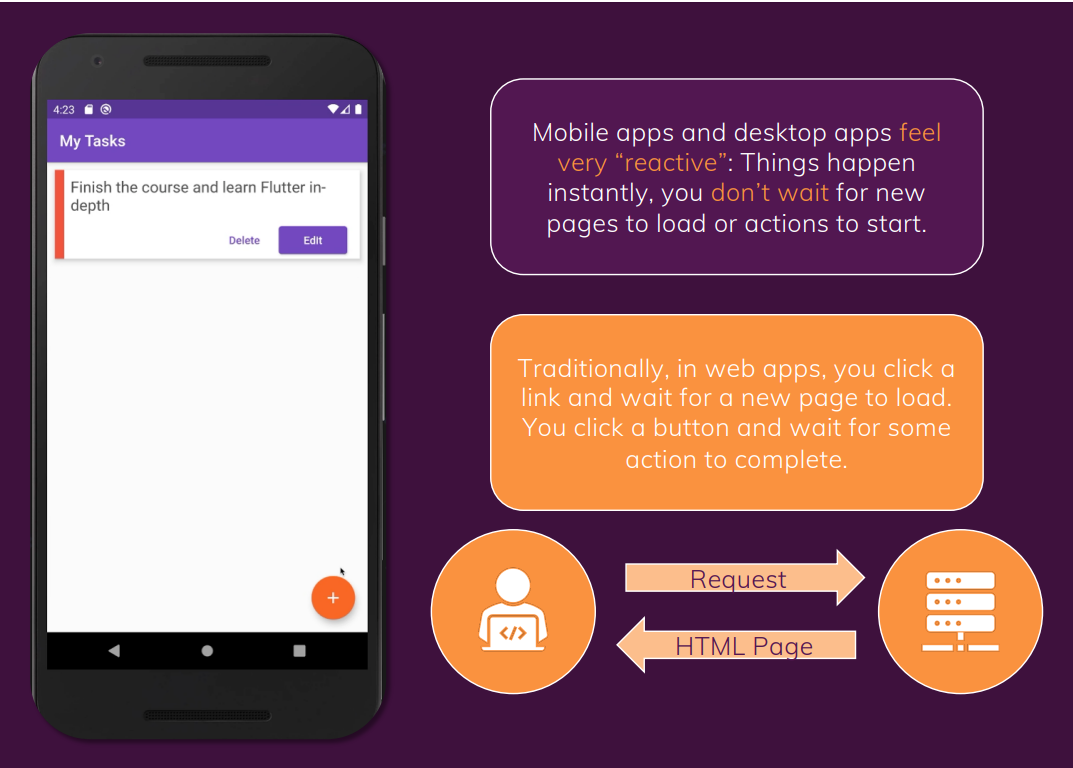 4:23
My Tasks
Finish the course and learn Flutter in-
depth
Delete
Edit
+
Mobile apps and desktop apps feel
very “reactive”: Things happen
instantly, you don’t wait for new
pages to load or actions to start.
Traditionally, in web apps, you click a
link and wait for a new page to load.
You click a button and wait for some
action to complete.
</>
Request
HTML Page